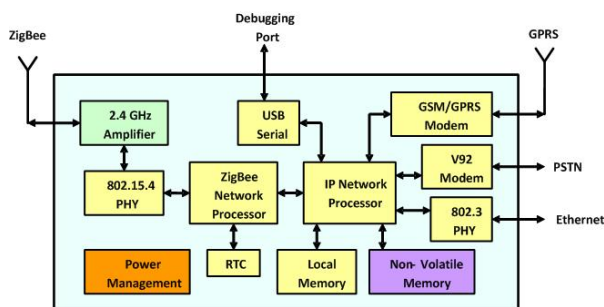 Debugging
Port
ZigBee
GPRS
2.4 GHz
Amplifier
USB
Serial
GSM/GPRS
Modem
V92
Modem
PSTN
802.15.4
PHY
ZigBee
Network
Processor
IP Network
Processor
802.3
PHY
Ethernet
Power
Management
RTC
Local
Memory
Non- Volatile
Memory